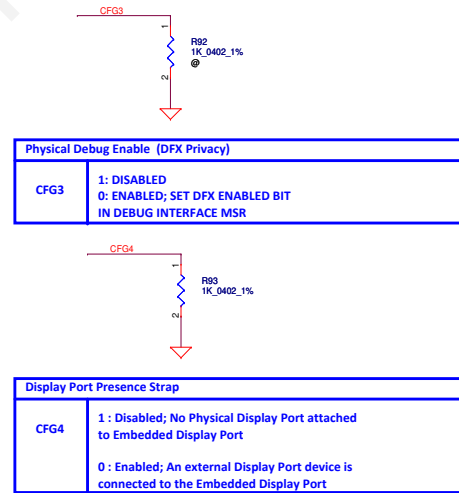 CFG3
1
R92
1K_0402_1%
@
2
Physical Debug Enable (DFX Privacy)
CFG3
1: DISABLED
0: ENABLED; SET DFX ENABLED BIT
IN DEBUG INTERFACE MSR
CFG4
1
R93
1K_0402_1%
2
Display Port Presence Strap
CFG4
1 : Disabled; No Physical Display Port attached
to Embedded Display Port
0 : Enabled; An external Display Port device is
connected to the Embedded Display Port